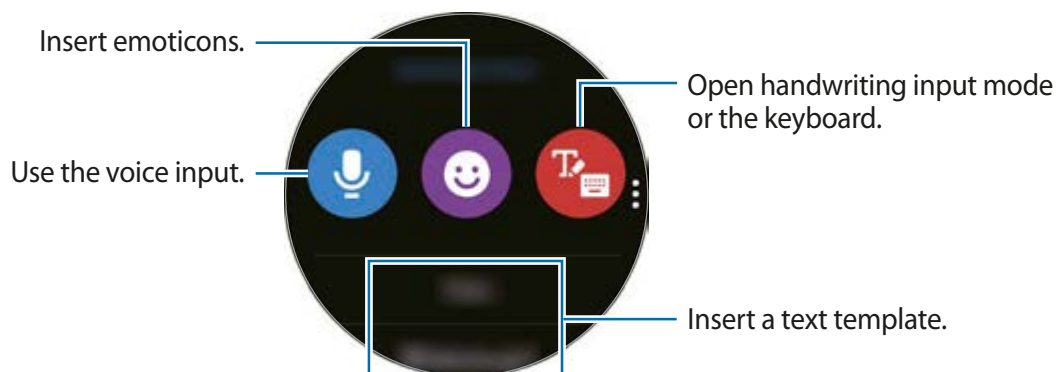 Insert emoticons.
Open handwriting input mode
or the keyboard.
Use the voice input.
Insert a text template.